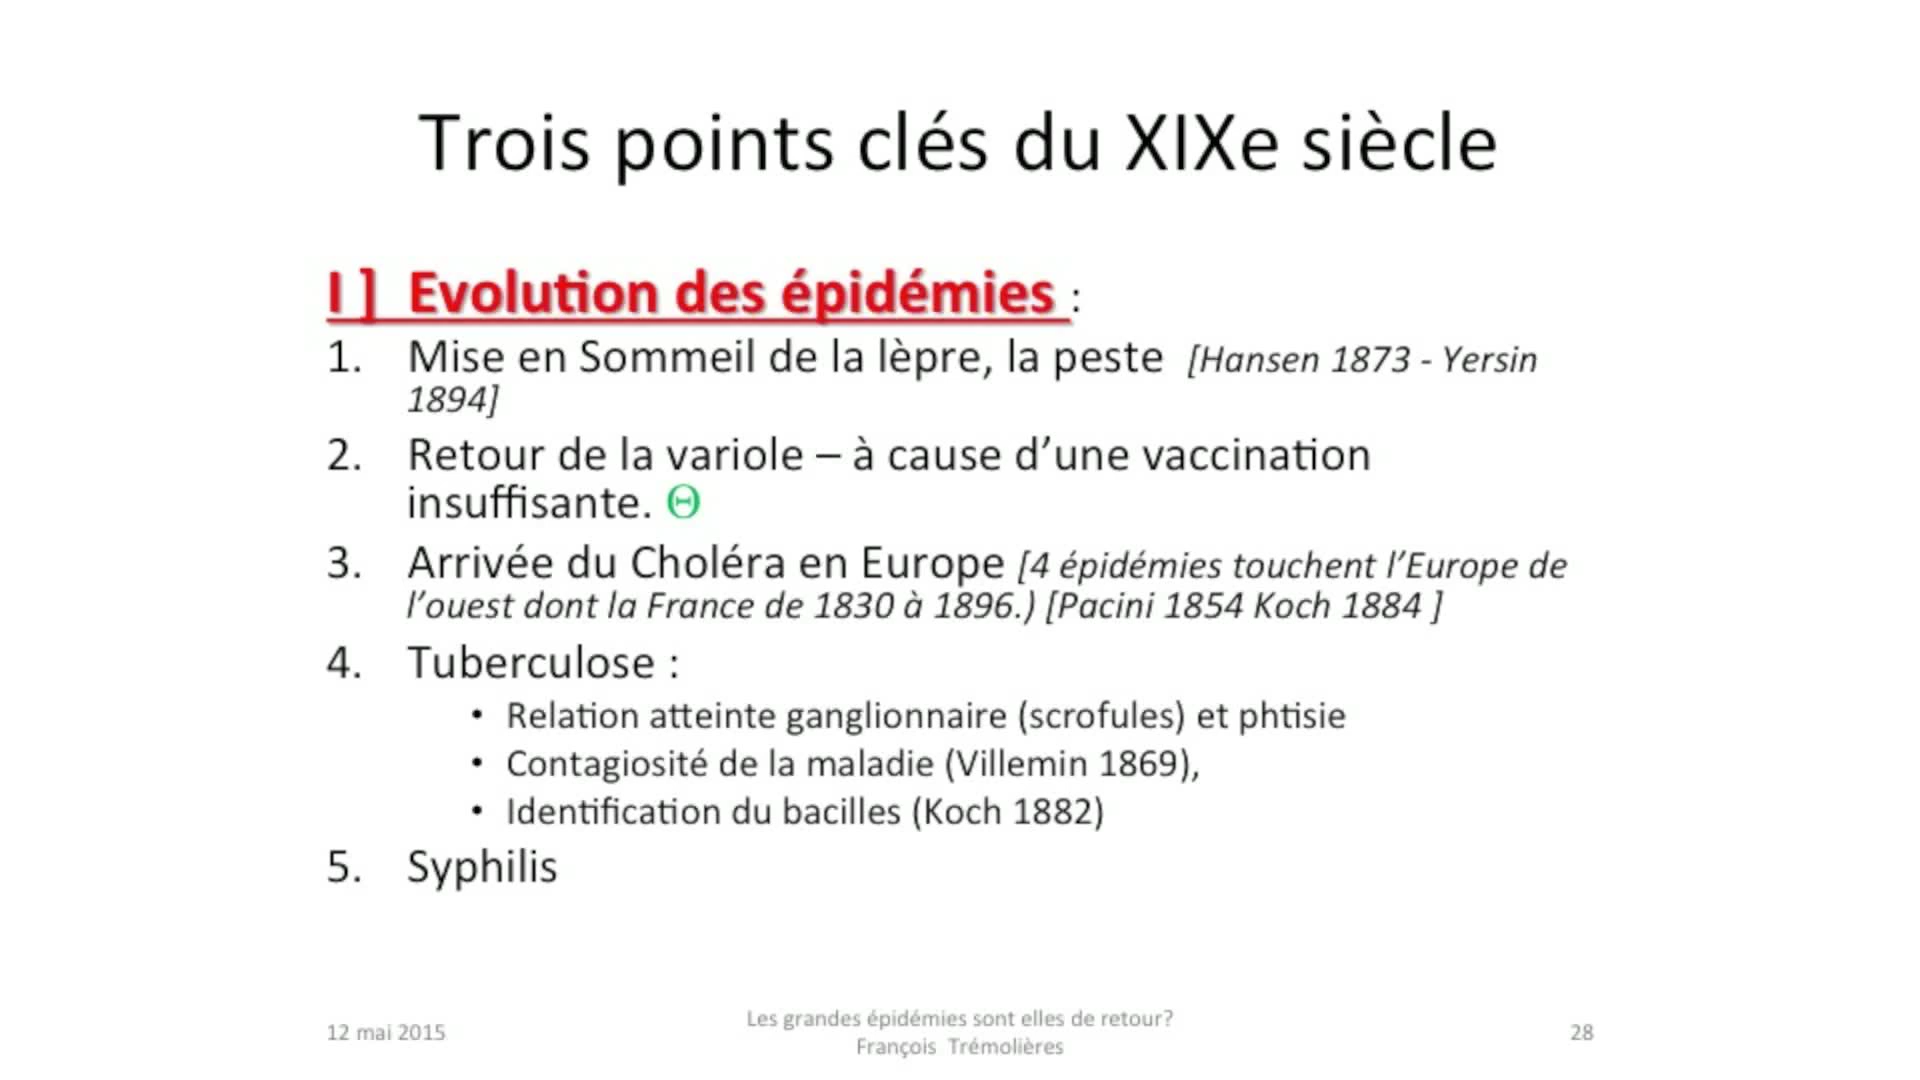 Trois points clés du XIXe siècle
I ] Evolution des épidémies :
1. Mise en Sommeil de la lèpre, la peste [Hansen 1873 - Yersin
1894]
2. Retour de la variole – à cause d’une vaccination
insuffisante. Θ
3. Arrivée du Choléra en Europe [4 épidémies touchent l’Europe de
l’ouest dont la France de 1830 à 1896.) [Pacini 1854 Koch 1884 ]
4. Tuberculose :
• Relation atteinte ganglionnaire (scrofules) et phtisie
• Contagiosité de la maladie (Villemin 1869),
• Identification du bacilles (Koch 1882)
5. Syphilis
12 mai 2015
Les grandes épidémies sont elles de retour?
François Trémolières
28